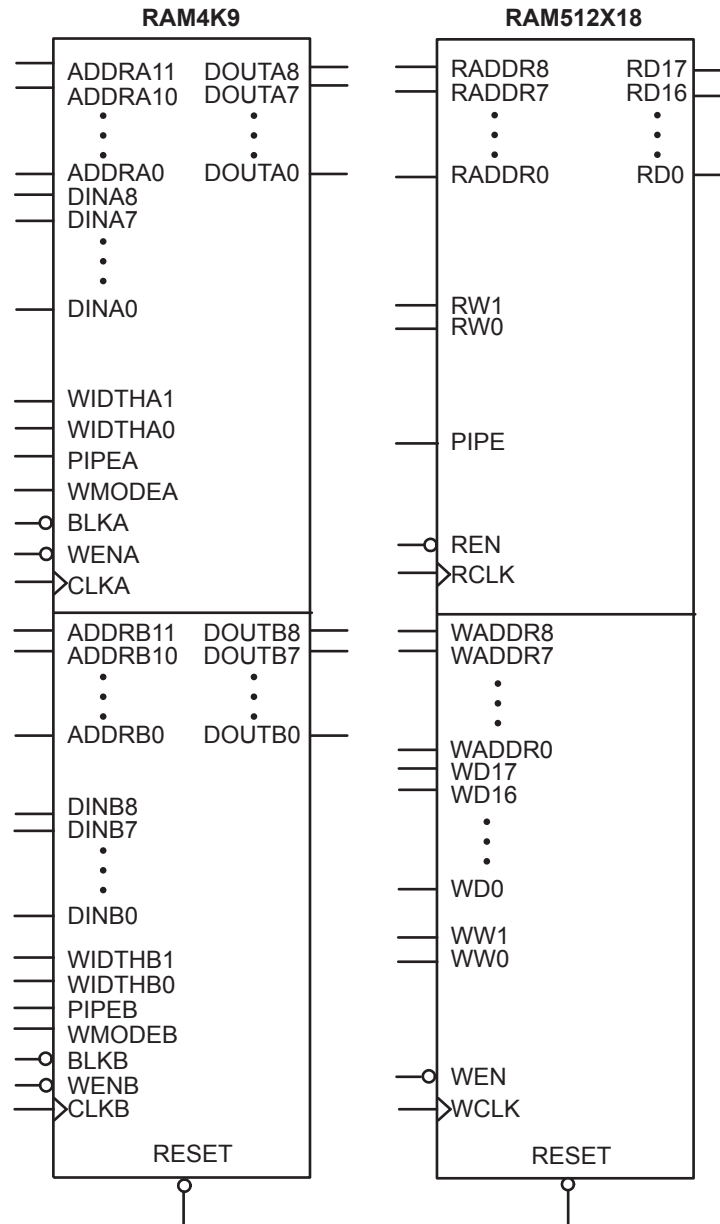 RAM4K9
ADDRA11 DOUTA8
ADDRA10 DOUTA7
ADDRA0 DOUTA0
DINA8
DINA7
DINA0
WIDTHA1
WIDTHA0
PIPEA
WMODEA
BLKA
WENA
CLKA
ADDRB11 DOUTB8
ADDRB10 DOUTB7
ADDRB0 DOUTB0
DINB8
DINB7
DINB0
WIDTHB1
WIDTHB0
PIPEB
WMODEB
BLKB
WENB
CLKB
RESET
RAM512X18
RADDR8 RD17
RADDR7 RD16
RADDR0 RD0
RW1
RW0
PIPE
REN
RCLK
WADDR8
WADDR7
WADDR0
WD17
WD16
WD0
WW1
WW0
WEN
WCLK
RESET